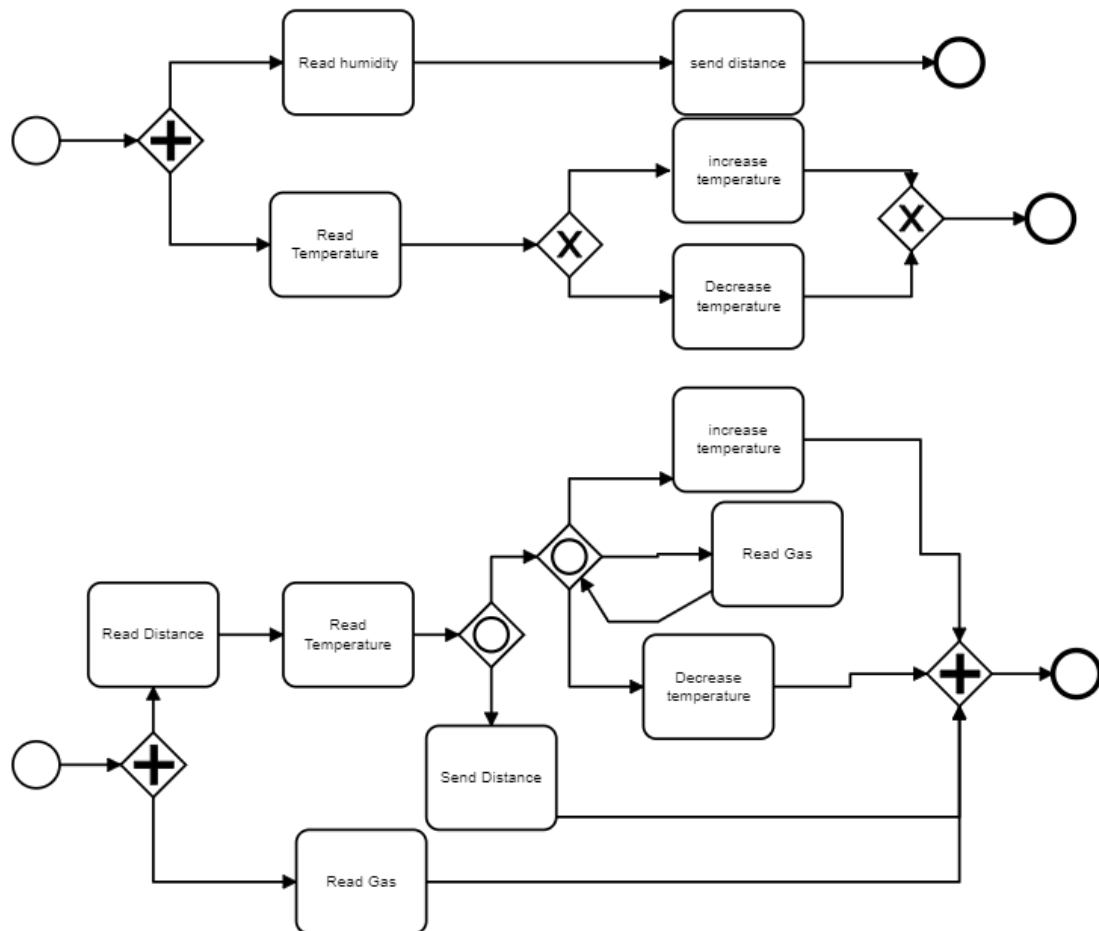 Read humidity
send distance
increase
temperature
Read
Temperature
Decrease
temperature
increase
temperature
Read Gas
Read Distance
Read
Temperature
Decrease
temperature
Send Distance
Read Gas